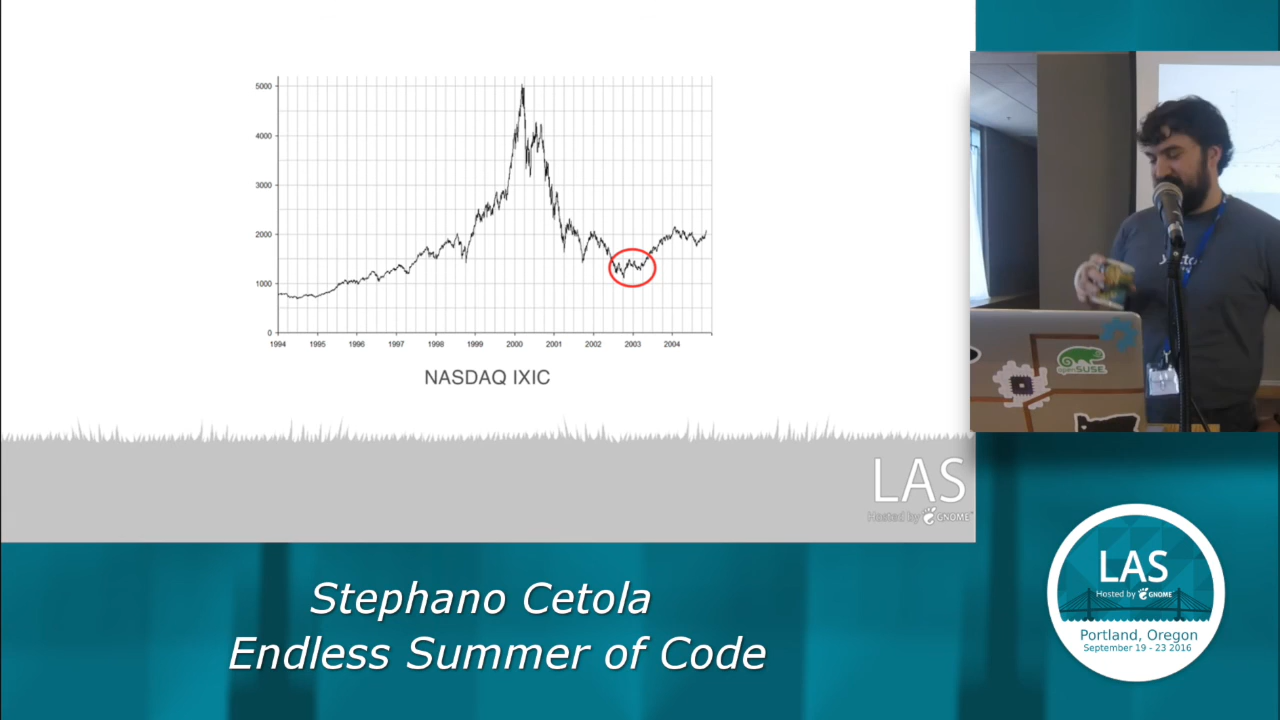 5000
4000
3000
2000
1000
0
1994 1995 1996 1997 1998 1999 2000 2001 2002 2003 2004
NASDAQ IXIC
LAS
Hosted by GNOME
openSUSE
Stephano Cetola
Endless Summer of Code
LAS
Hosted by GNOME
Portland, Oregon
September 19 - 23 2016